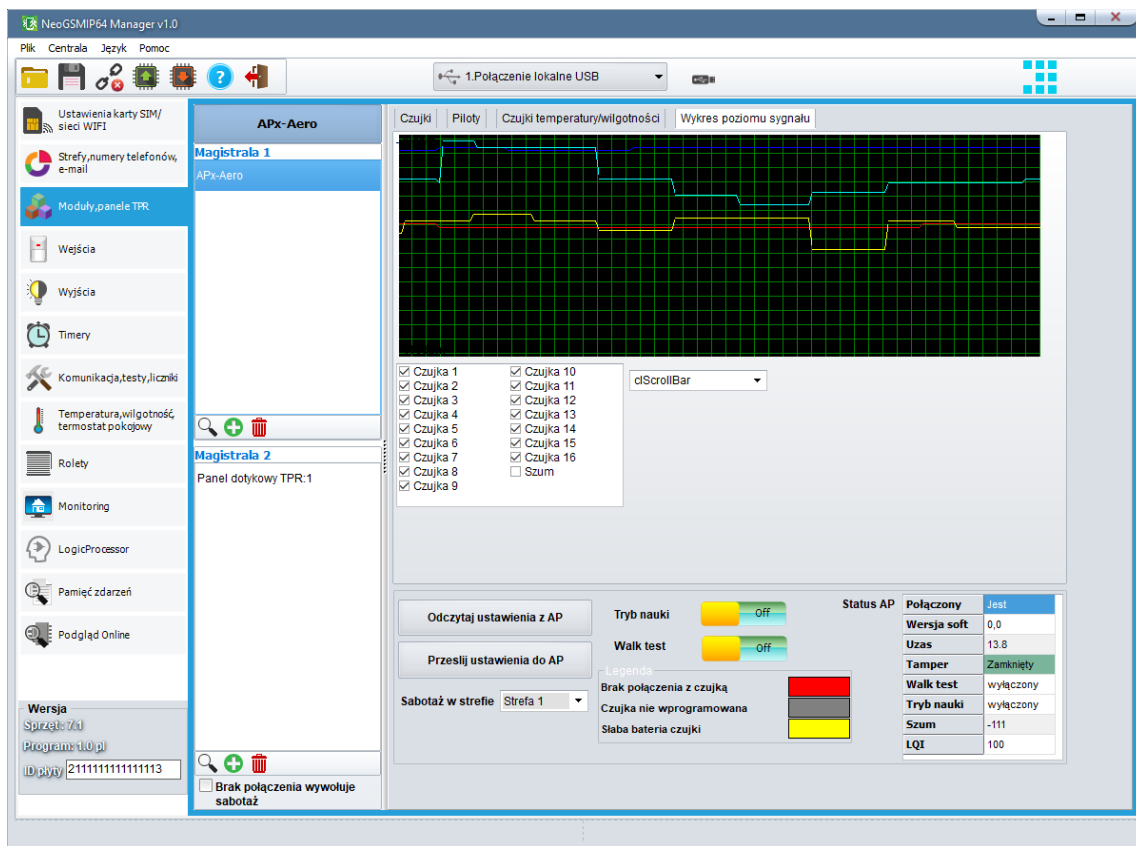 NeoGSMIP64 Manager v1.0
Plik Centrala Język Pomoc
1.Połączenie lokalne USB
Ustawienia karty SIM/
sieci WIFI
Strefy,numery telefonów,
e-mail
Moduły,panele TPR
Wejścia
Wyjścia
Timery
Komunikacja,testy,liczniki
Temperatura,wilgotność,
termostat pokojowy
Rolety
Monitoring
LogicProcessor
Pamięć zdarzeń
Podgląd Online
Wersja
Sprzęt: 7.1
Program: 1.0 pl
ID płyty 2111111111111113
APx-Aero
Magistrala 1
APx-Aero
Magistrala 2
Panel dotykowy TPR:1
Brak połączenia wywołuje
sabotaż
Czujki Piloty Czujki temperatury/wilgotności Wykres poziomu sygnału
Czujka 1
Czujka 2
Czujka 3
Czujka 4
Czujka 5
Czujka 6
Czujka 7
Czujka 8
Czujka 9
Czujka 10
Czujka 11
Czujka 12
Czujka 13
Czujka 14
Czujka 15
Czujka 16
Szum
clScrollBar
Odczytaj ustawienia z AP
Przeslij ustawienia do AP
Sabotaż w strefie Strefa 1
Tryb nauki Off
Walk test Off
Legenda
Brak połączenia z czujką
Czujka nie wprogramowana
Słaba bateria czujki
Status AP
Połączony Jest
Wersja soft 0,0
Uzas 13.8
Tamper Zamknięty
Walk test wyłączony
Tryb nauki wyłączony
Szum -111
LQI 100